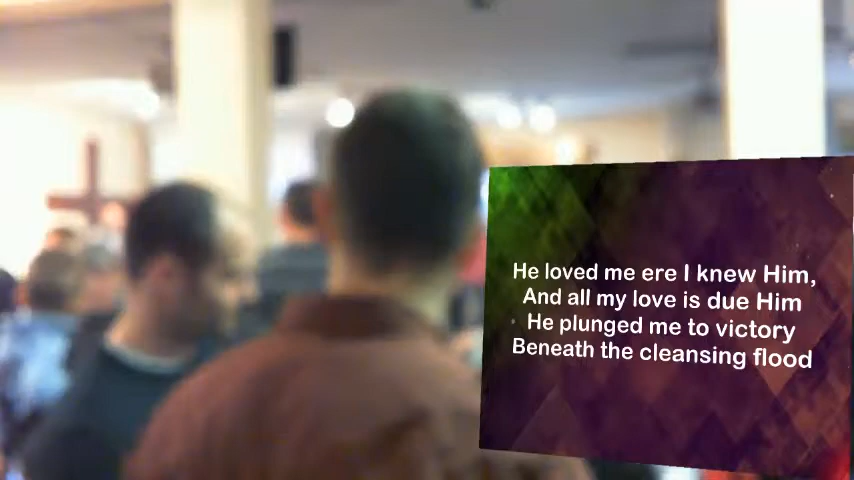 He loved me ere I knew Him,
And all my love is due Him
He plunged me to victory
Beneath the cleansing flood